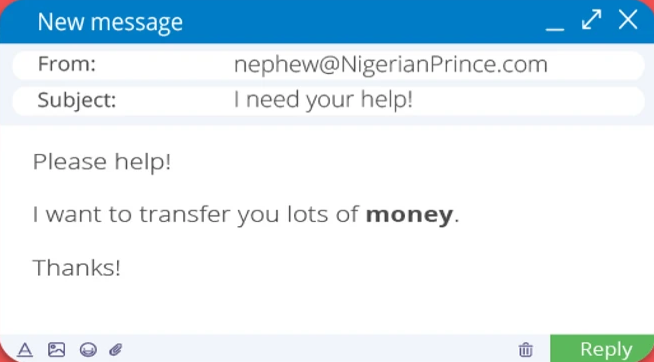 New message
From: nephew@NigerianPrince.com
Subject: I need your help!
Please help!
I want to transfer you lots of money.
Thanks!
Reply